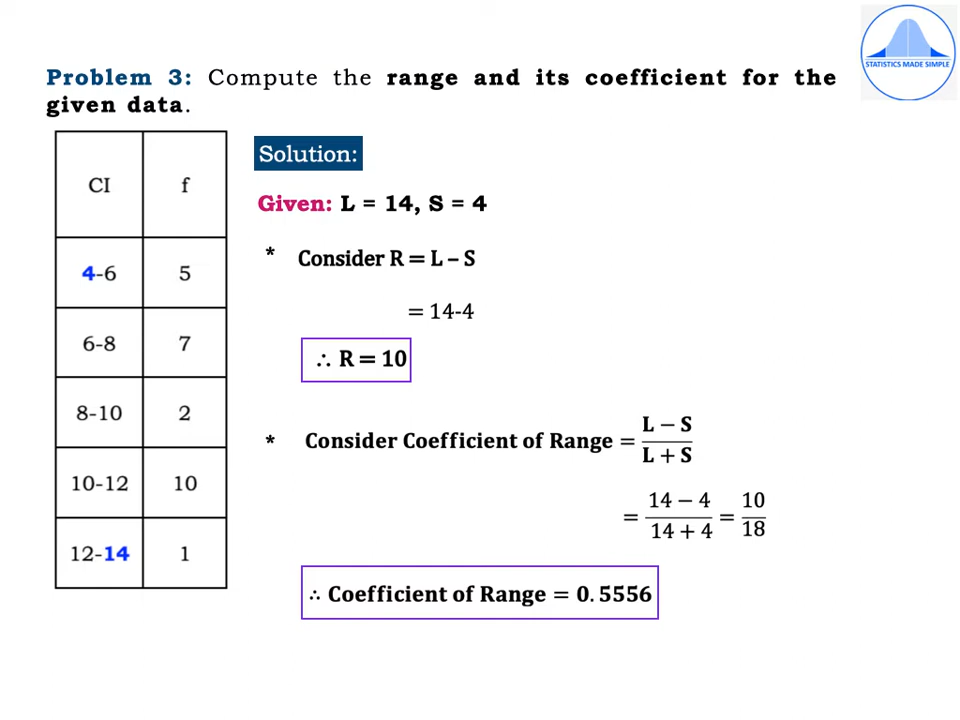 STATISTICS MADE SIMPLE
Problem 3: Compute the range and its coefficient for the
given data.
CI f
4-6 5
6-8 7
8-10 2
10-12 10
12-14 1
Solution:
Given: L = 14, S = 4
* Consider R = L – S
= 14-4
∴ R = 10
* Consider Coefficient of Range = (L − S)/(L + S)
= (14 − 4)/(14 + 4) = 10/18
∴ Coefficient of Range = 0.5556